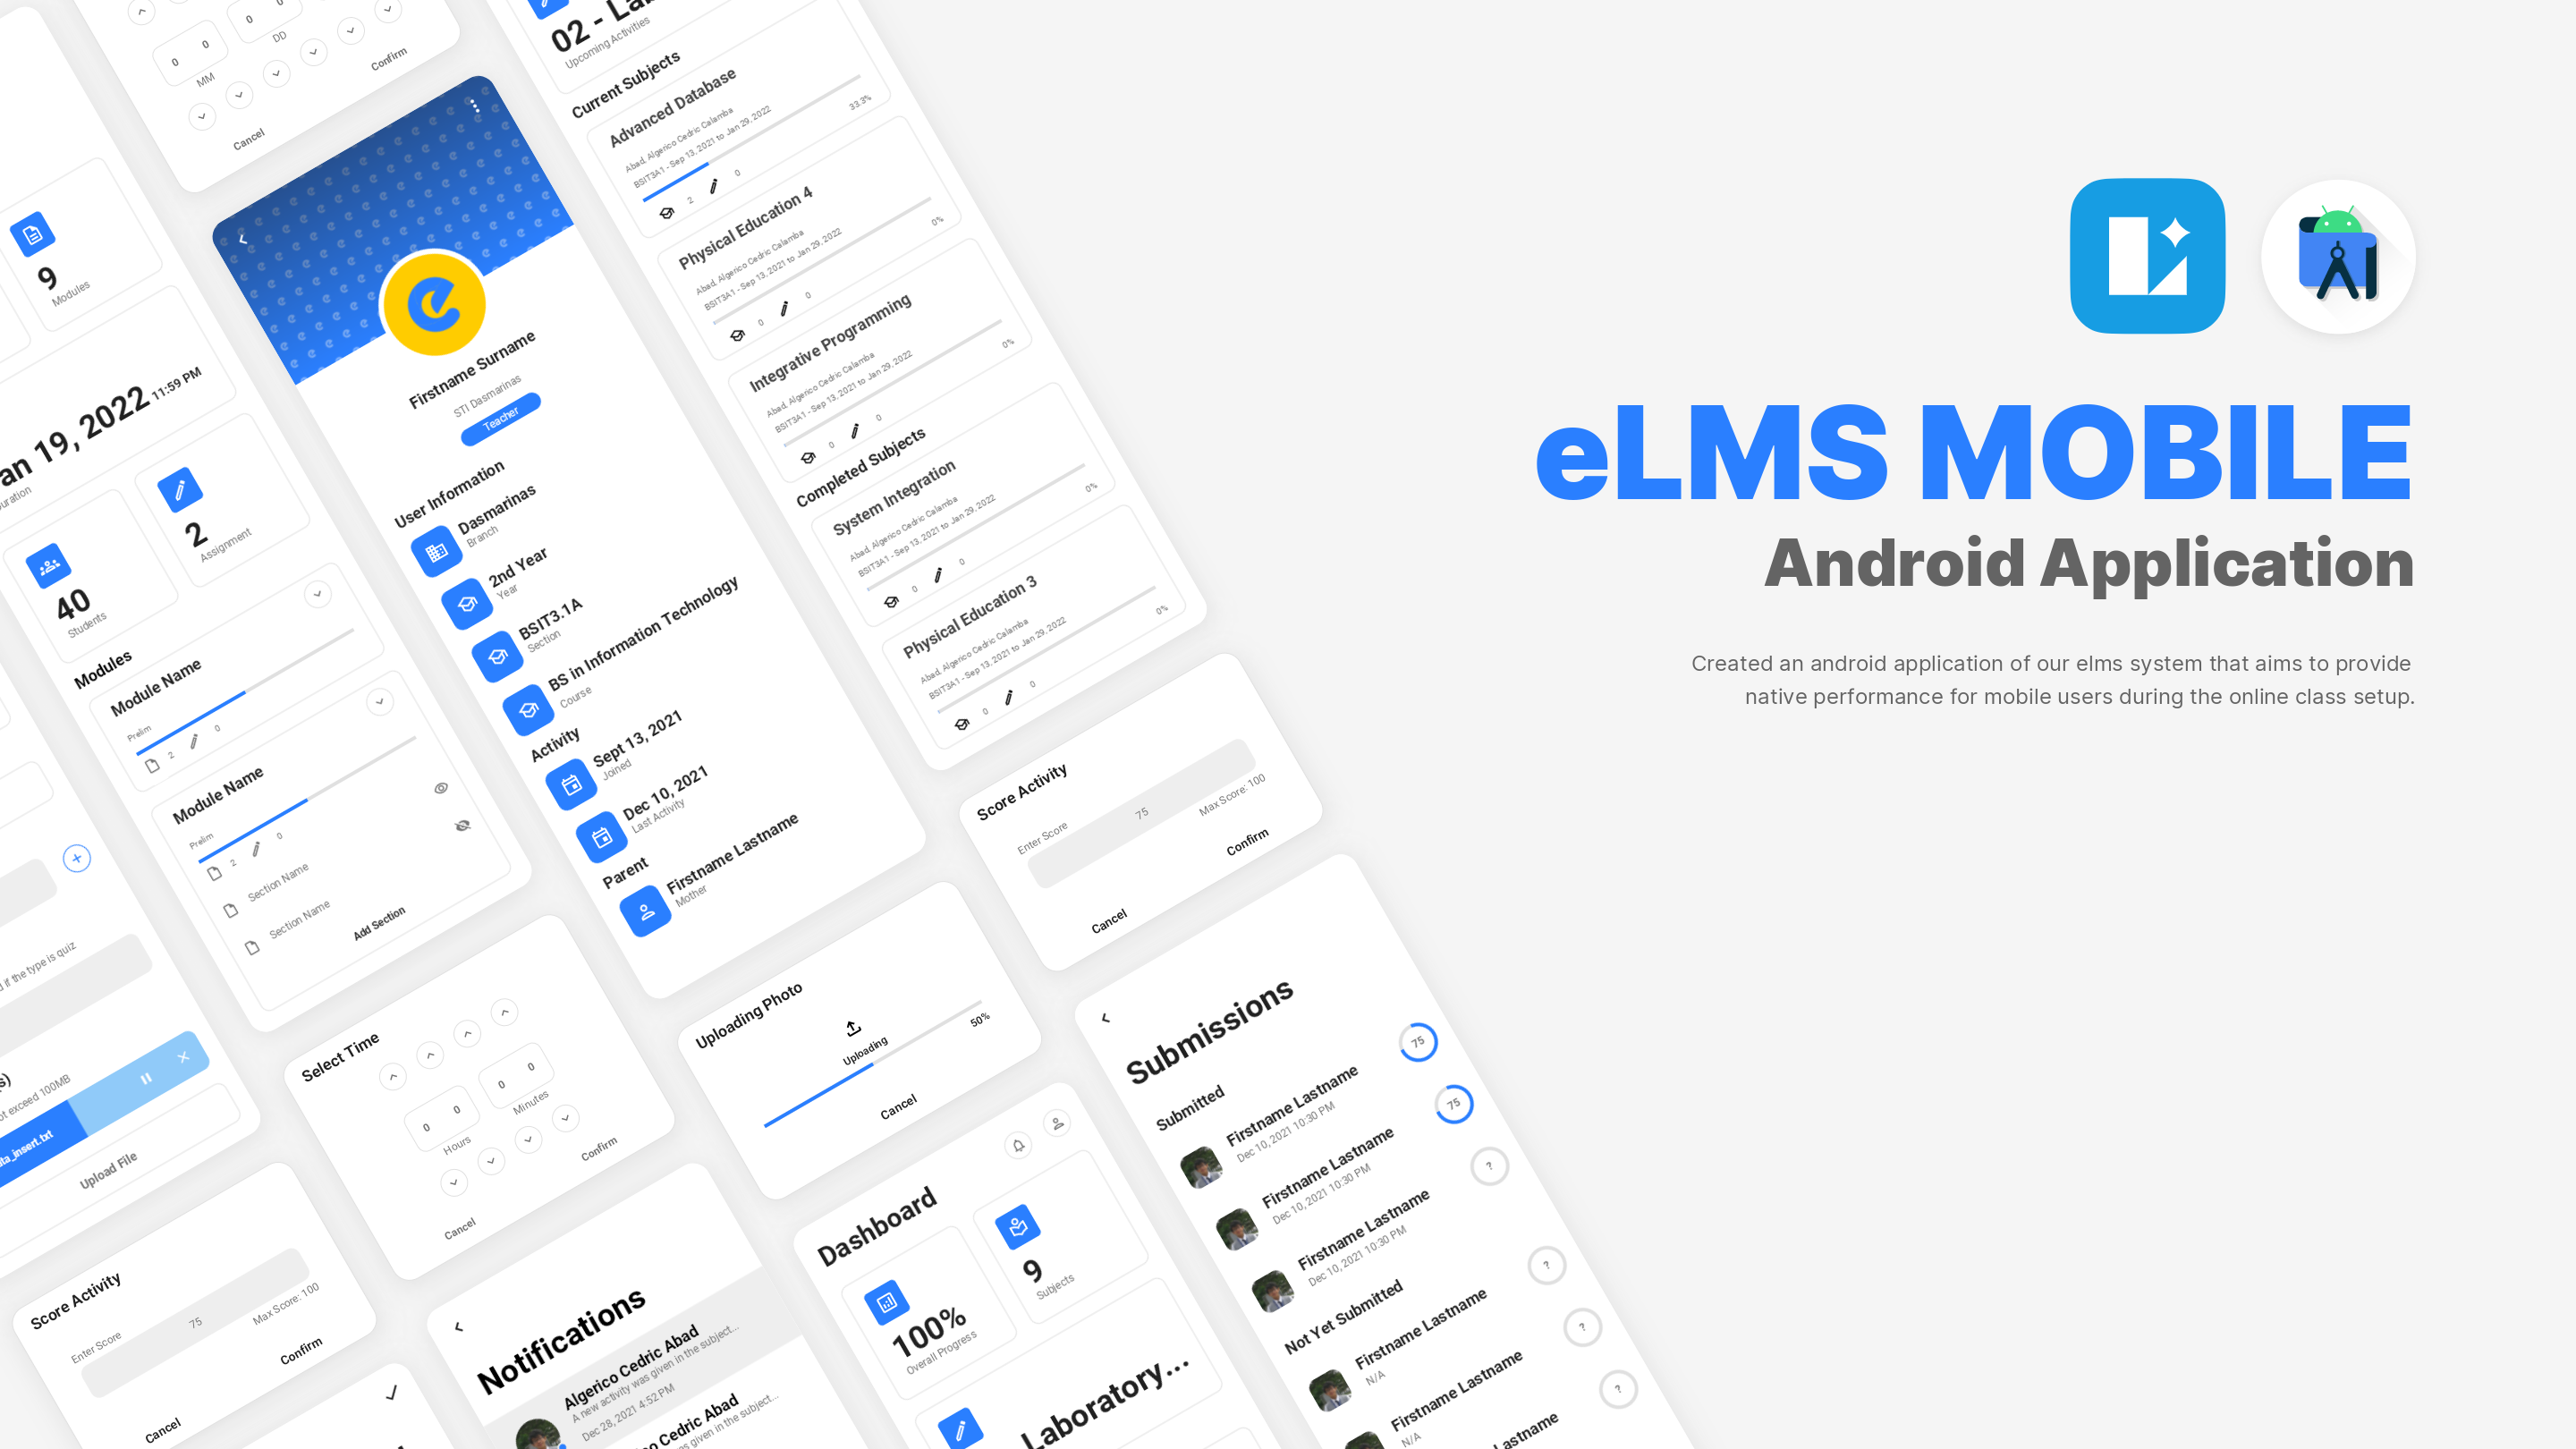 eLMS MOBILE
Android Application
Created an android application of our elms system that aims to provide
native performance for mobile users during the online class setup.
0 0
MM
0 0
DD
Cancel
Confirm
9
Modules
an 19, 2022 11:59 PM
40
Students
2
Assignment
Modules
Module Name
Prelim
2 0
Module Name
Prelim
2 0
Section Name
Section Name
Add Section
d if the type is quiz
not exceed 100MB
ata_insert.txt
Upload File
Score Activity
Enter Score
75
Max Score: 100
Cancel
Confirm
Firstname Surname
STI Dasmarinas
Teacher
User Information
Dasmarinas
Branch
2nd Year
Year
BSIT3.1A
Section
BS in Information Technology
Course
Activity
Sept 13, 2021
Joined
Dec 10, 2021
Last Activity
Parent
Firstname Lastname
Mother
Select Time
0 0
Hours
0 0
Minutes
Cancel
Confirm
Notifications
Algerico Cedric Abad
A new activity was given in the subject...
Dec 28, 2021 4:52 PM
Cedric Abad
was given in the subject...
02 - La
Upcoming Activities
Current Subjects
Advanced Database
Abad, Algerico Cedric Calamba
BSIT3A1 - Sep 13, 2021 to Jan 29, 2022
33.3%
2 0
Physical Education 4
Abad, Algerico Cedric Calamba
BSIT3A1 - Sep 13, 2021 to Jan 29, 2022
0%
0 0
Integrative Programming
Abad, Algerico Cedric Calamba
BSIT3A1 - Sep 13, 2021 to Jan 29, 2022
0%
0 0
Completed Subjects
System Integration
Abad, Algerico Cedric Calamba
BSIT3A1 - Sep 13, 2021 to Jan 29, 2022
0%
0 0
Physical Education 3
Abad, Algerico Cedric Calamba
BSIT3A1 - Sep 13, 2021 to Jan 29, 2022
0%
0 0
Uploading Photo
Uploading
50%
Cancel
Dashboard
100%
Overall Progress
9
Subjects
Laboratory...
Score Activity
Enter Score
75
Max Score: 100
Cancel
Confirm
Submissions
Submitted
Firstname Lastname
Dec 10, 2021 10:30 PM
75
Firstname Lastname
Dec 10, 2021 10:30 PM
75
Firstname Lastname
Dec 10, 2021 10:30 PM
?
Not Yet Submitted
Firstname Lastname
N/A
?
Firstname Lastname
N/A
?
astname
?